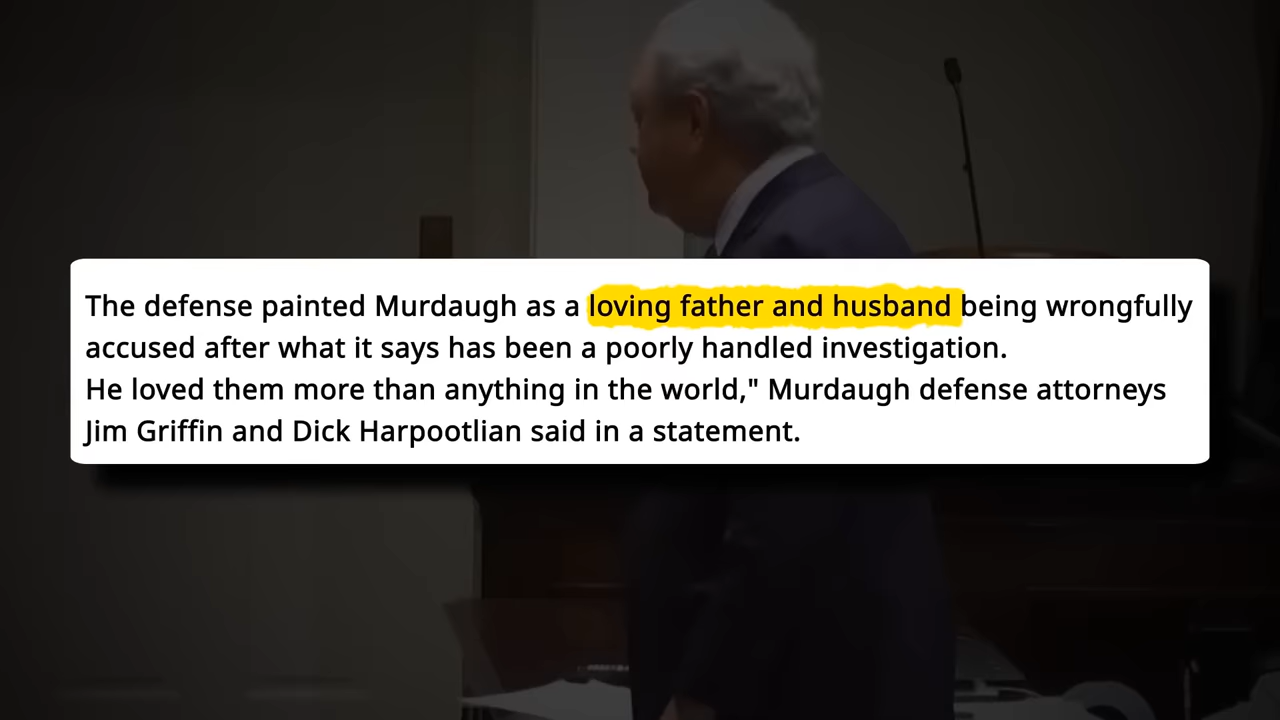 The defense painted Murdaugh as a loving father and husband being wrongfully
accused after what it says has been a poorly handled investigation.
He loved them more than anything in the world," Murdaugh defense attorneys
Jim Griffin and Dick Harpootlian said in a statement.